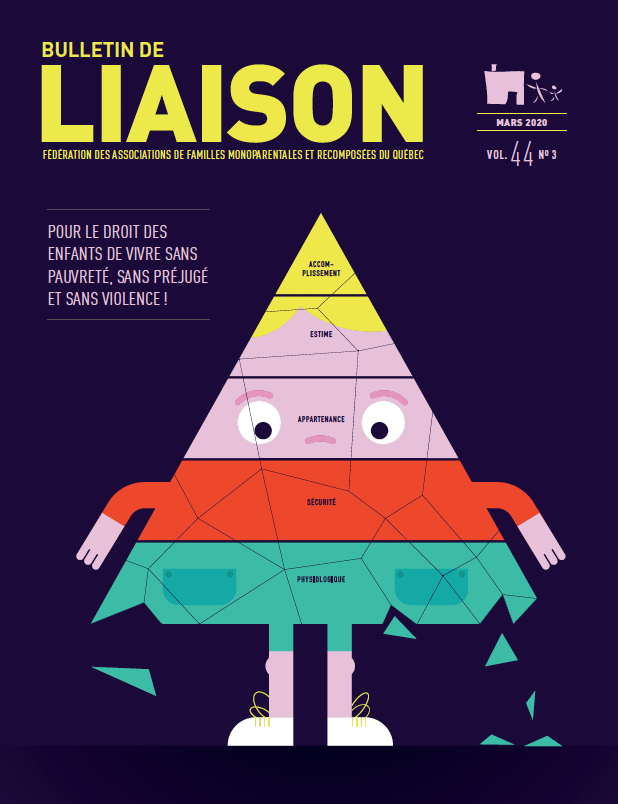 BULLETIN DE
LIAISON
FÉDÉRATION DES ASSOCIATIONS DE FAMILLES MONOPARENTALES ET RECOMPOSÉES DU QUÉBEC
MARS 2020
VOL. 44 Nº 3
POUR LE DROIT DES
ENFANTS DE VIVRE SANS
PAUVRETÉ, SANS PRÉJUGÉ
ET SANS VIOLENCE !
ACCOM-
PLISSEMENT
ESTIME
APPARTENANCE
SÉCURITÉ
PHYSIOLOGIQUE